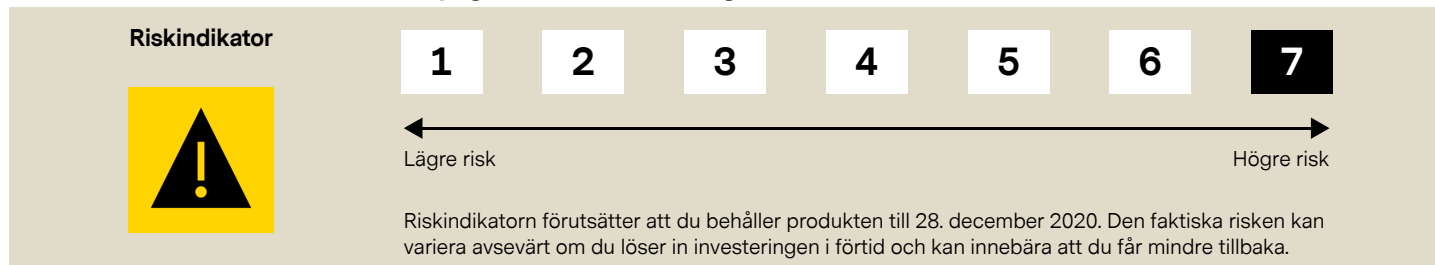 Riskindikator
1 2 3 4 5 6 7
Lägre risk Högre risk
Riskindikatorn förutsätter att du behåller produkten till 28. december 2020. Den faktiska risken kan
variera avsevärt om du löser in investeringen i förtid och kan innebära att du får mindre tillbaka.